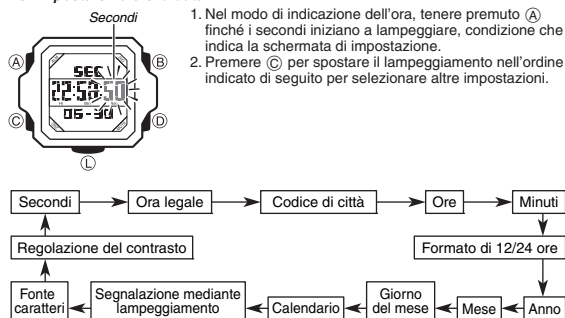 Secondi
1. Nel modo di indicazione dell'ora, tenere premuto Ⓐ
finché i secondi iniziano a lampeggiare, condizione che
indica la schermata di impostazione.
2. Premere Ⓒ per spostare il lampeggiamento nell'ordine
indicato di seguito per selezionare altre impostazioni.
A
B
SEC
22:58:50
06-30
C
D
L
Secondi
Ora legale
Codice di città
Ore
Minuti
Regolazione del contrasto
Formato di 12/24 ore
Fonte
caratteri
Segnalazione mediante
lampeggiamento
Calendario
Giorno
del mese
Mese
Anno